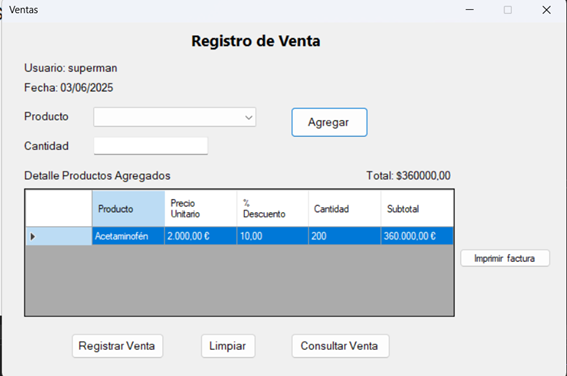 Ventas
Registro de Venta
Usuario: superman
Fecha: 03/06/2025
Producto
Agregar
Cantidad
Detalle Productos Agregados Total: $360000,00
Producto Precio Unitario % Descuento Cantidad Subtotal
Acetaminofén 2.000,00 € 10,00 200 360.000,00 €
Imprimir factura
Registrar Venta Limpiar Consultar Venta